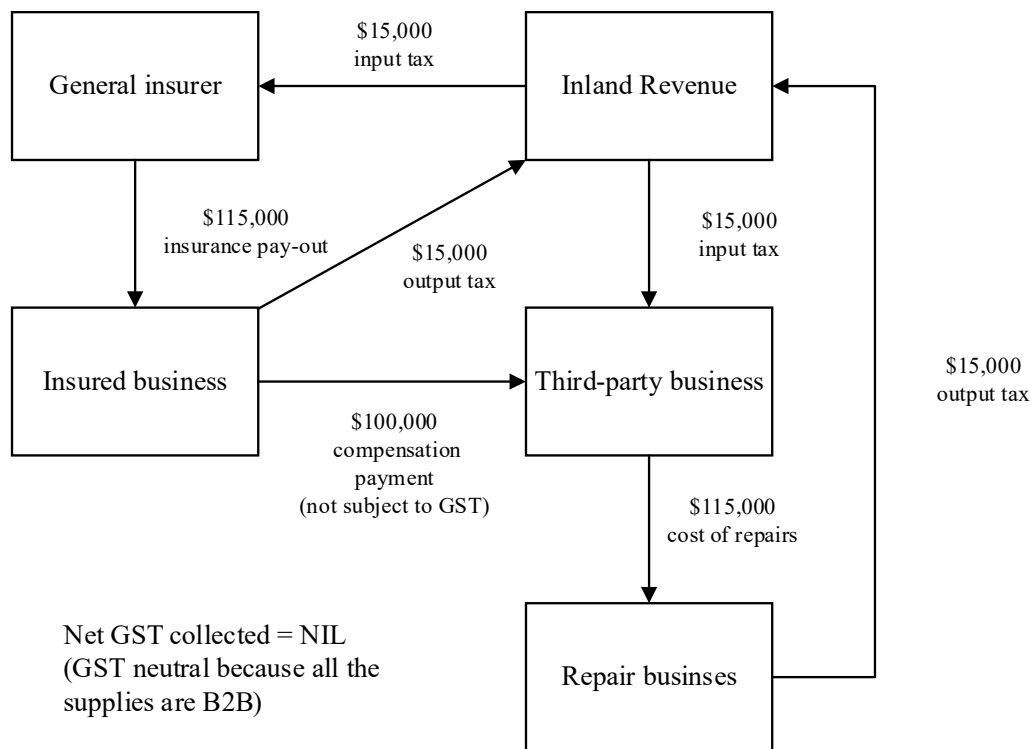 $15,000
input tax
General insurer
Inland Revenue
$115,000
insurance pay-out
$15,000
output tax
$15,000
input tax
Insured business
Third-party business
$15,000
output tax
$100,000
compensation
payment
(not subject to GST)
$115,000
cost of repairs
Net GST collected = NIL
(GST neutral because all the
supplies are B2B)
Repair businses